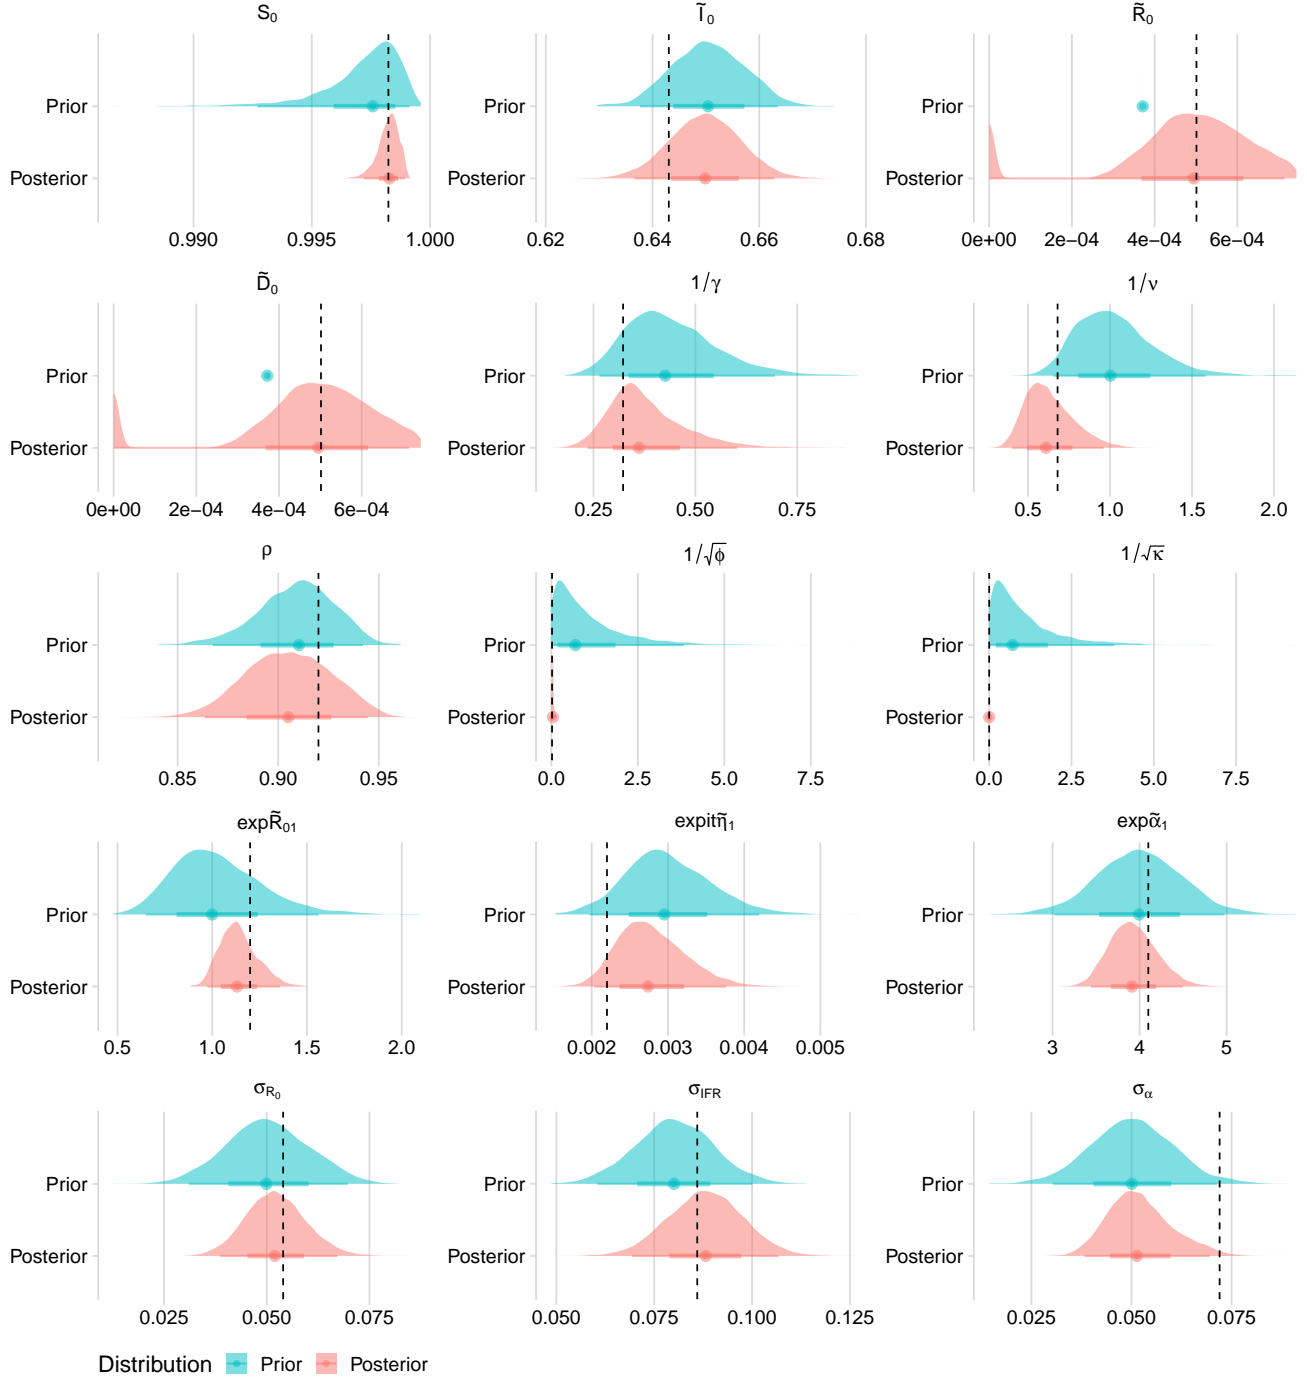 S₀ Ĩ₀ R̃₀
Prior Prior Prior
Posterior Posterior Posterior
0.990 0.995 1.000 0.62 0.64 0.66 0.68 0e+00 2e-04 4e-04 6e-04
D̃₀ 1/γ 1/ν
Prior Prior Prior
Posterior Posterior Posterior
0e+00 2e-04 4e-04 6e-04 0.25 0.50 0.75 0.5 1.0 1.5 2.0
ρ 1/√ϕ 1/√κ
Prior Prior Prior
Posterior Posterior Posterior
0.85 0.90 0.95 0.0 2.5 5.0 7.5 0.0 2.5 5.0 7.5
expR̃₀₁ expitη̃₁ expα̃₁
Prior Prior Prior
Posterior Posterior Posterior
0.5 1.0 1.5 2.0 0.002 0.003 0.004 0.005 3 4 5
σ_R₀ σ_IFR σ_α
Prior Prior Prior
Posterior Posterior Posterior
0.025 0.050 0.075 0.050 0.075 0.100 0.125 0.025 0.050 0.075
Distribution Prior Posterior